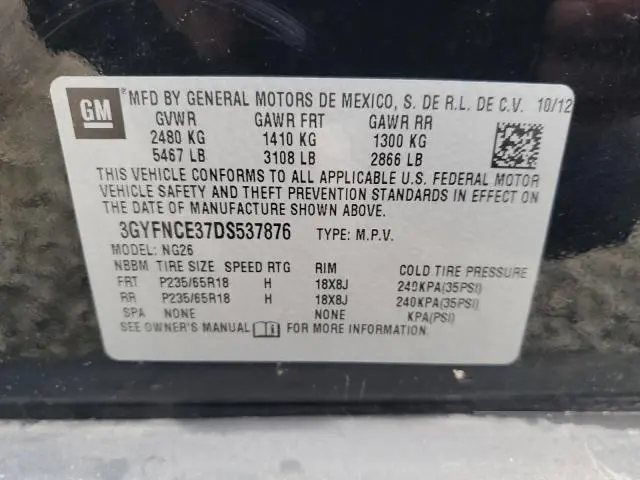 GM
MFD BY GENERAL MOTORS DE MEXICO, S. DE R.L. DE C.V. 10/12
GVWR GAWR FRT GAWR RR
2480 KG 1410 KG 1300 KG
5467 LB 3108 LB 2866 LB
THIS VEHICLE CONFORMS TO ALL APPLICABLE U.S. FEDERAL MOTOR
VEHICLE SAFETY AND THEFT PREVENTION STANDARDS IN EFFECT ON
THE DATE OF MANUFACTURE SHOWN ABOVE.
3GYFNCE37DS537876 TYPE: M.P.V.
MODEL: NG26
NBBM TIRE SIZE SPEED RTG RIM COLD TIRE PRESSURE
FRT P235/65R18 H 18X8J 240KPA(35PSI)
RR P235/65R18 H 18X8J 240KPA(35PSI)
SPA NONE NONE KPA(PSI)
SEE OWNER'S MANUAL FOR MORE INFORMATION.